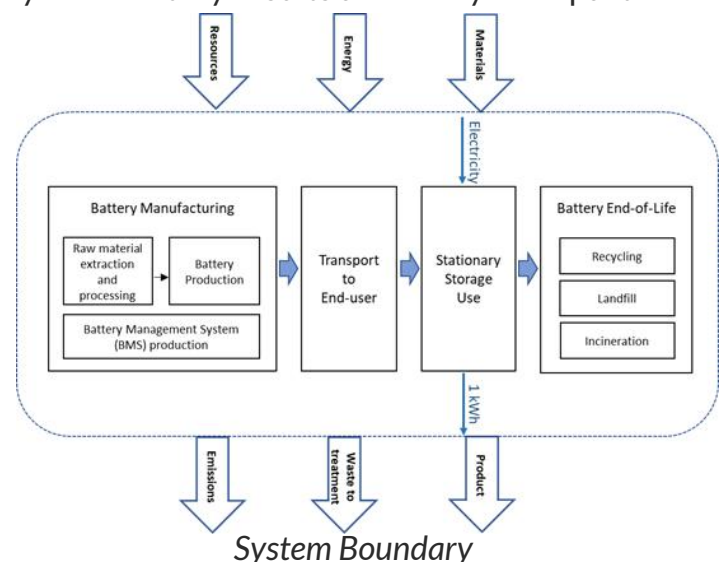 Resources
Energy
Materials
Electricity
Battery Manufacturing
Raw material
extraction
and
processing
Battery
Production
Battery Management System
(BMS) production
Transport
to
End-user
Stationary
Storage
Use
Battery End-of-Life
Recycling
Landfill
Incineration
1 kWh
Emissions
Waste to
treatment
Product
System Boundary